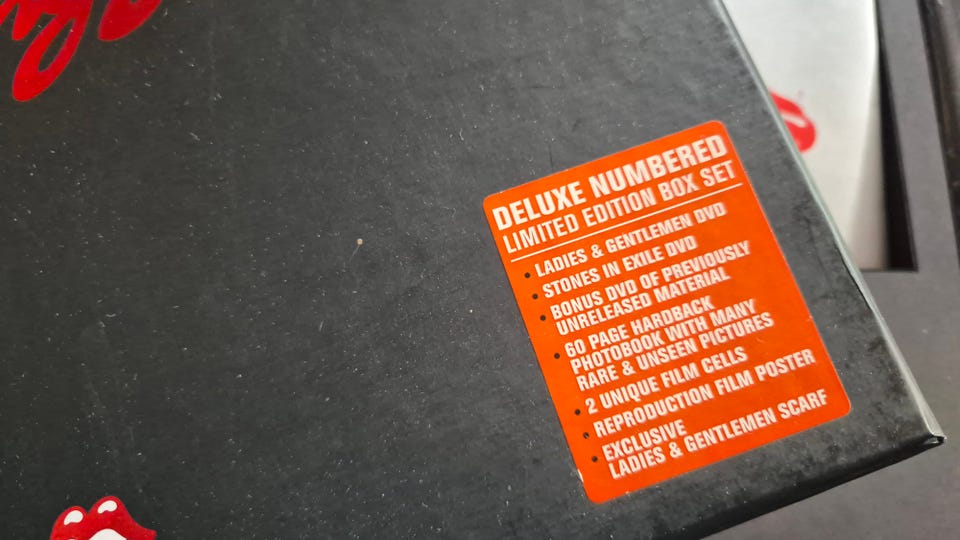 DELUXE NUMBERED
LIMITED EDITION BOX SET
• LADIES & GENTLEMEN DVD
• STONES IN EXILE DVD
• BONUS DVD OF PREVIOUSLY
UNRELEASED MATERIAL
• 60 PAGE HARDBACK
PHOTOBOOK WITH MANY
RARE & UNSEEN PICTURES
• 2 UNIQUE FILM CELLS
• REPRODUCTION FILM POSTER
• EXCLUSIVE
LADIES & GENTLEMEN SCARF